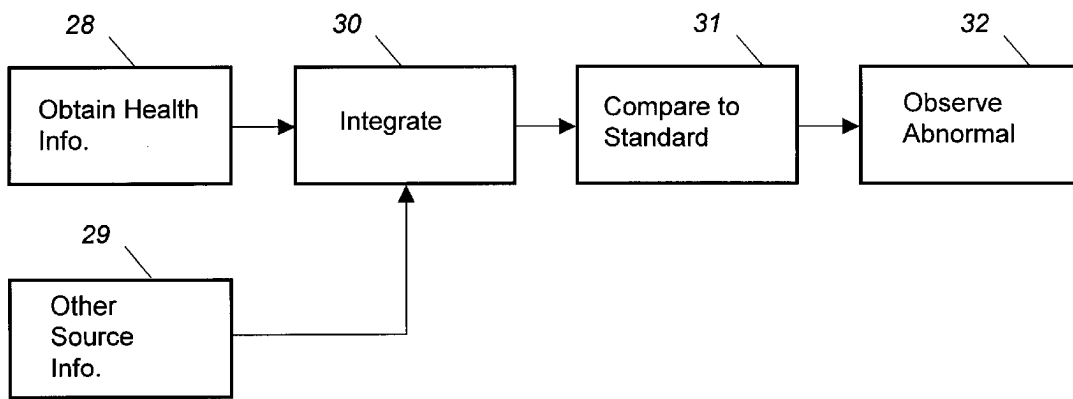 28
30
31
32
Obtain Health
Info.
Integrate
Compare to
Standard
Observe
Abnormal
29
Other
Source
Info.